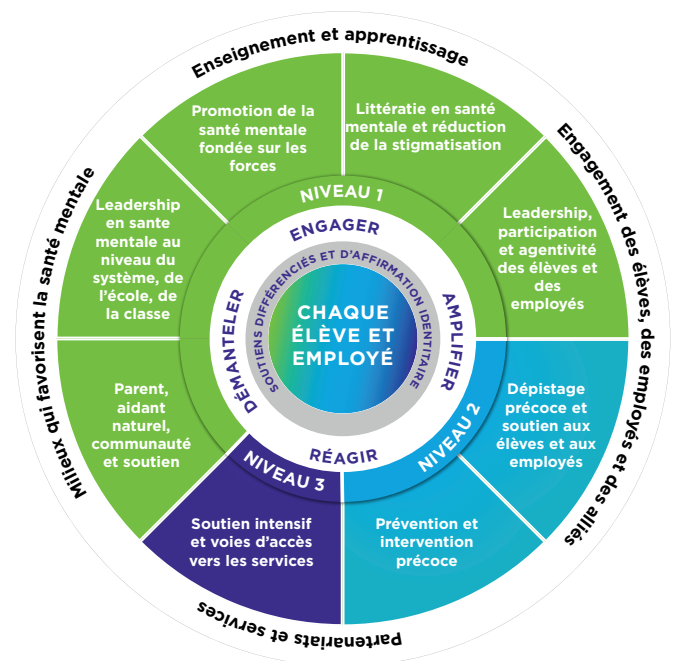 Enseignement et apprentissage
Engagement des élèves, des employés et des alliés
Partenariats et services
Milieux qui favorisent la santé mentale
Promotion de la
santé mentale
fondée sur les
forces
Littératie en santé
mentale et réduction
de la stigmatisation
Leadership,
participation
et agentivité
des élèves et
des
employés
Dépistage
précoce et
soutien aux
élèves et aux
employés
Prévention et
intervention
précoce
Soutien intensif
et voies d'accès
vers les services
Parent,
aidant
naturel,
communauté
et soutien
Leadership
en sante
mentale au
niveau du
système, de
l'école, de
la classe
NIVEAU 1
NIVEAU 2
NIVEAU 3
ENGAGER
AMPLIFIER
RÉAGIR
DÉMANTELER
SOUTIENS DIFFÉRENCIÉS ET D'AFFIRMATION IDENTITAIRE
CHAQUE
ÉLÈVE ET
EMPLOYÉ